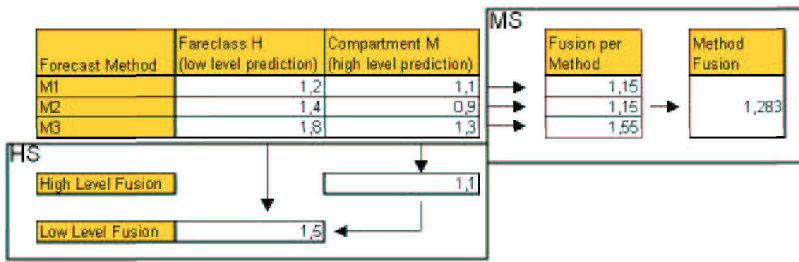 MS
Forecast Method Fareclass H (low level prediction) Compartment M (high level prediction) Fusion per Method Method Fusion
M1 1,2 1,1 1,15
M2 1,4 0,9 1,15 1,283
M3 1,8 1,3 1,55
HS
High Level Fusion 1,1
Low Level Fusion 1,5